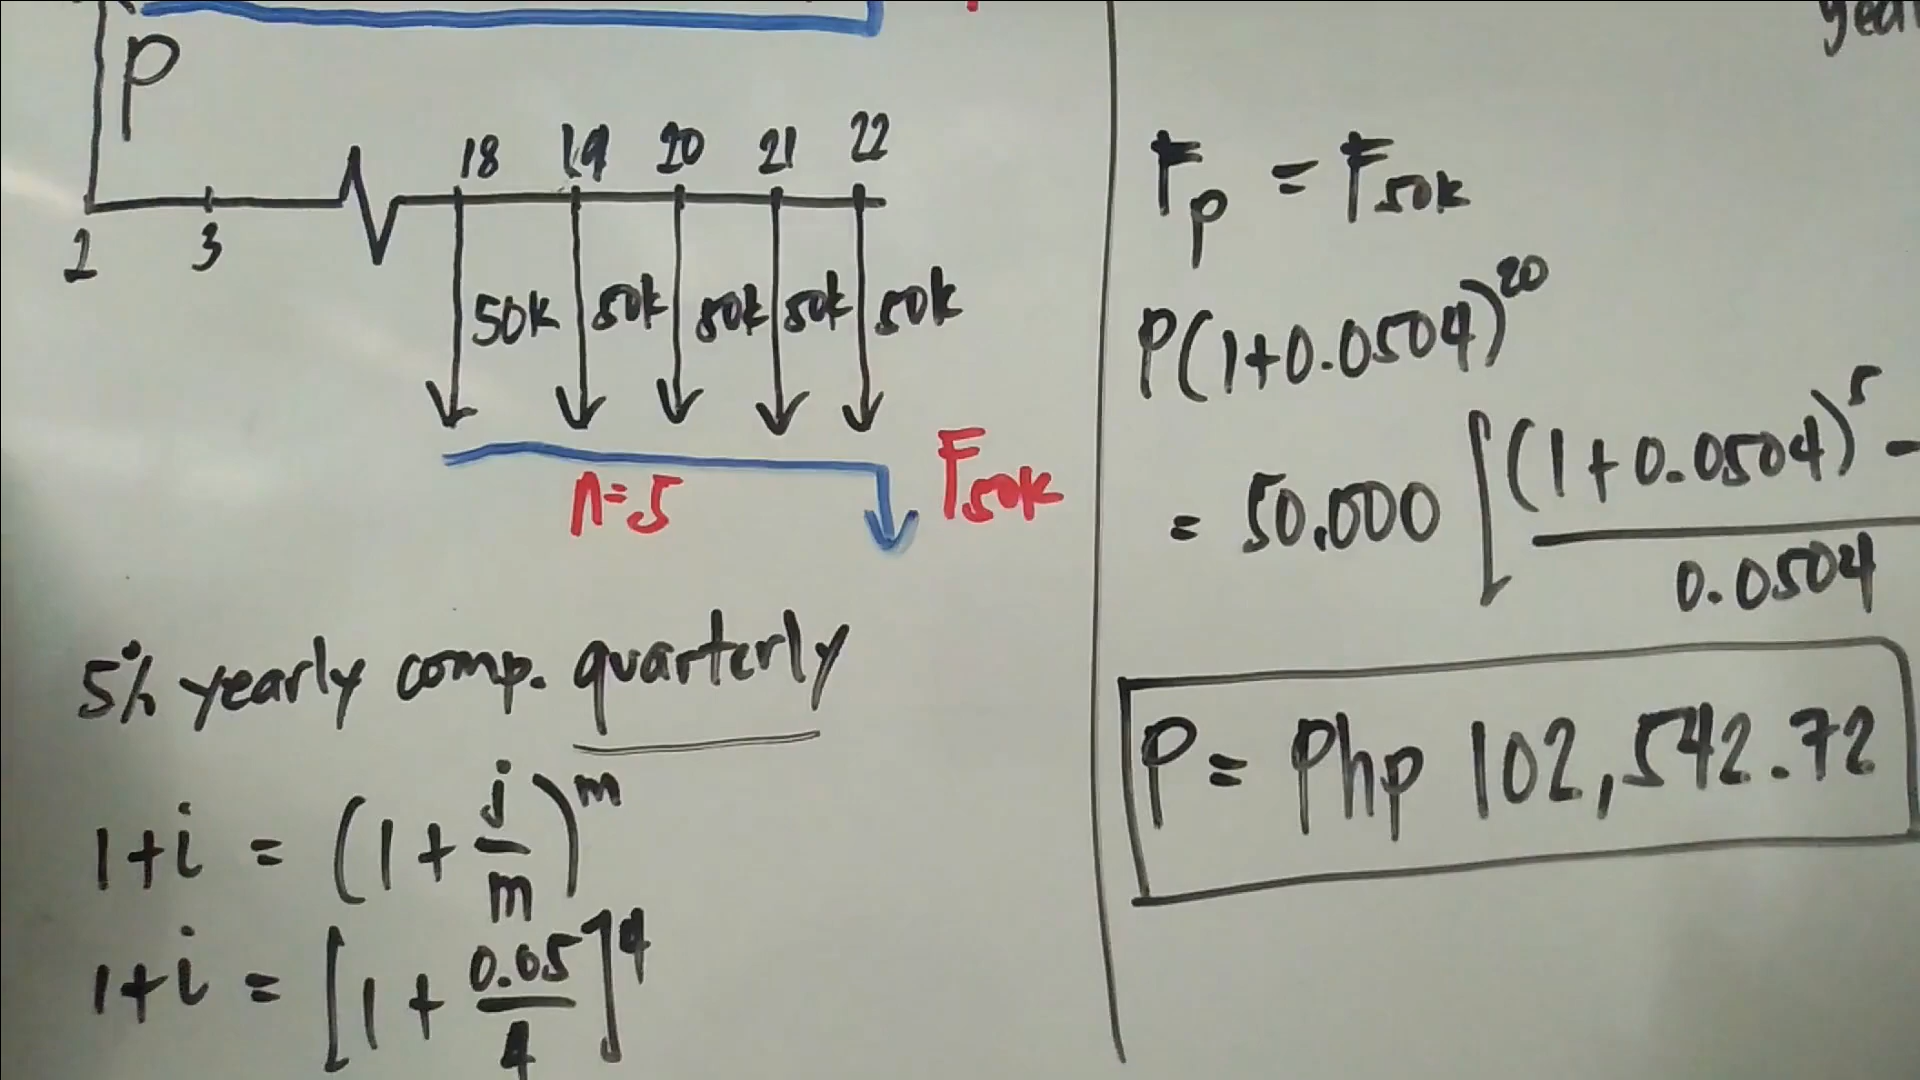 P
18 19 20 21 22
2 3
50k 50k 50k 50k 50k
n=5 F50k
5% yearly comp. quarterly
1+i = (1 + j/m)^m
1+i = [1 + 0.05/4]^4
Fp = F50k
P(1+0.0504)^20
= 50,000 [(1+0.0504)^5 - / 0.0504
P = Php 102,542.72